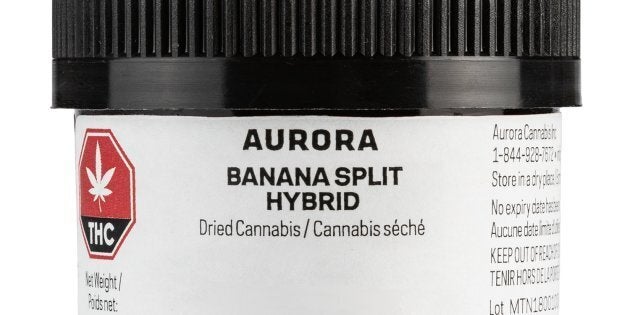 AURORA
BANANA SPLIT
HYBRID
Dried Cannabis / Cannabis séché
THC
Net Weight /
Poids net:
Aurora Cannabis
1-844-928-7672
Store in a dry place.
No expiry date has
Aucune date limite
KEEP OUT OF REACH
TENIR HORS DE LA
Lot